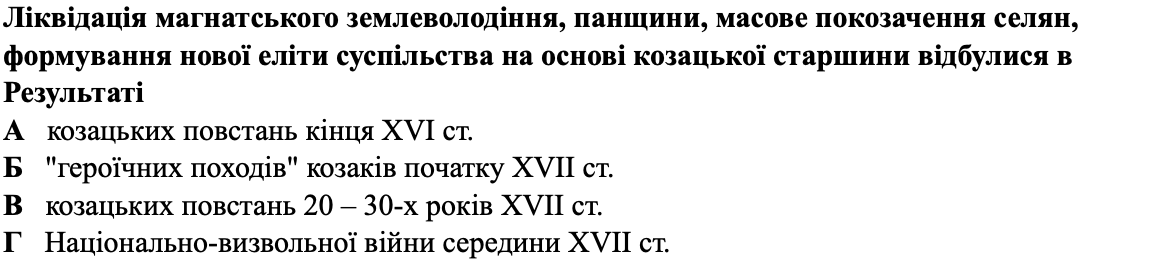 Ліквідація магнатського землеволодіння, панщини, масове покозачення селян,
формування нової еліти суспільства на основі козацької старшини відбулися в
Результаті
А козацьких повстань кінця XVI ст.
Б "героїчних походів" козаків початку XVII ст.
В козацьких повстань 20 – 30-х років XVII ст.
Г Національно-визвольної війни середини XVII ст.